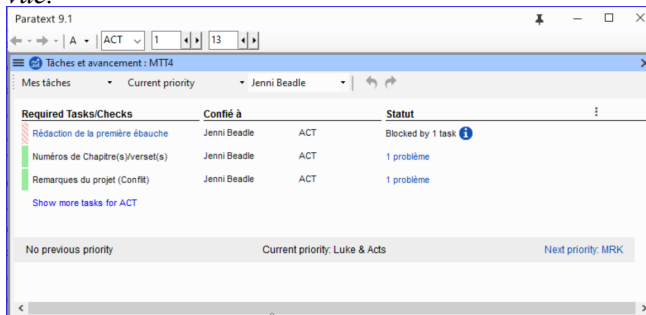 vue.
Paratext 9.1
A ACT 1 13
Tâches et avancement : MTT4
Mes tâches Current priority Jenni Beadle
Required Tasks/Checks Confié à Statut
Rédaction de la première ébauche Jenni Beadle ACT Blocked by 1 task
Numéros de Chapitre(s)/verset(s) Jenni Beadle ACT 1 problème
Remarques du projet (Conflit) Jenni Beadle ACT 1 problème
Show more tasks for ACT
No previous priority Current priority: Luke & Acts Next priority: MRK